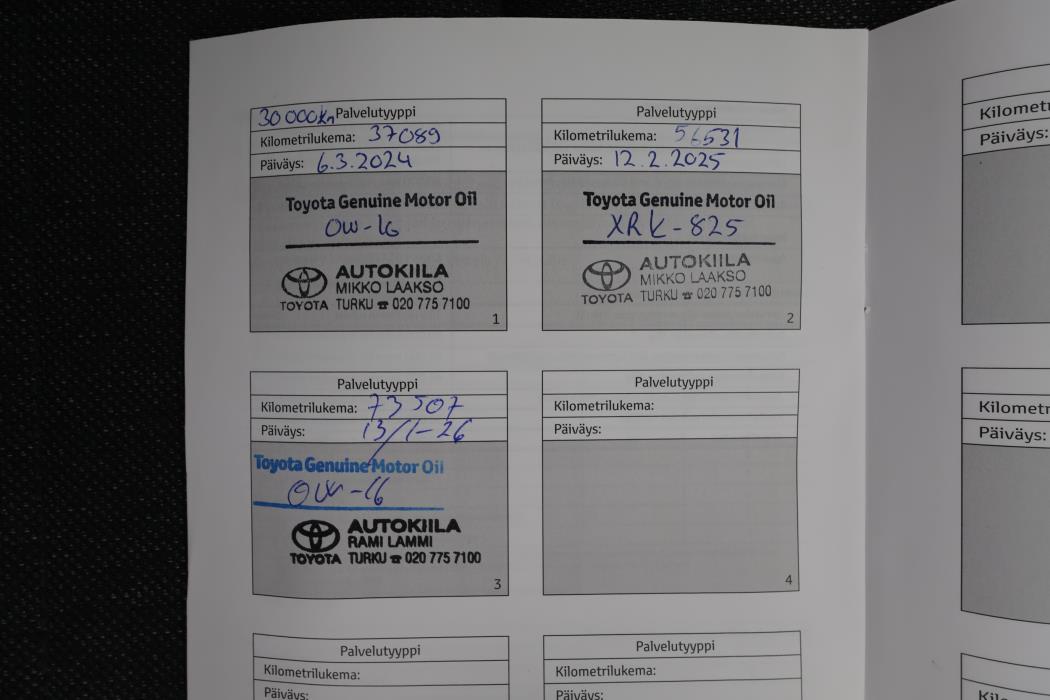 30 000km Palvelutyyppi
Kilometrilukema: 37089
Päiväys: 6.3.2024
Toyota Genuine Motor Oil
0W-16
AUTOKIILA
MIKKO LAAKSO
TOYOTA TURKU ☎ 020 775 7100
1
Palvelutyyppi
Kilometrilukema: 56531
Päiväys: 12.2.2025
Toyota Genuine Motor Oil
XRK-825
AUTOKIILA
MIKKO LAAKSO
TOYOTA TURKU ☎ 020 775 7100
2
Palvelutyyppi
Kilometrilukema: 73507
Päiväys: 13/1-26
Toyota Genuine Motor Oil
0W-16
AUTOKIILA
RAMI LAMMI
TOYOTA TURKU ☎ 020 775 7100
3
Palvelutyyppi
Kilometrilukema:
Päiväys:
4
Palvelutyyppi
Kilometrilukema:
Päiväys:
Palvelutyyppi
Kilometrilukema:
Päiväys:
Kilometr
Päiväys:
Kilometr
Päiväys: